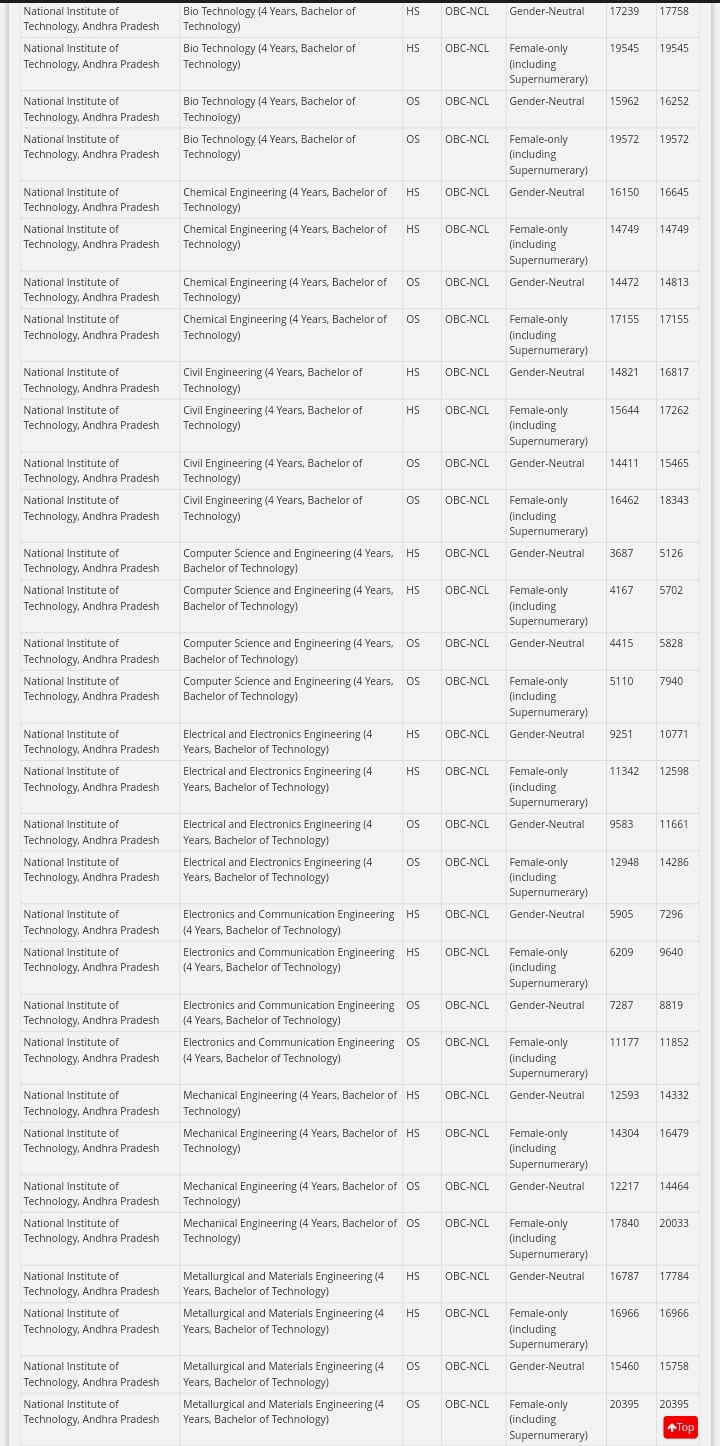 National Institute of Technology, Andhra Pradesh Bio Technology (4 Years, Bachelor of Technology) HS OBC-NCL Gender-Neutral 17239 17758
National Institute of Technology, Andhra Pradesh Bio Technology (4 Years, Bachelor of Technology) HS OBC-NCL Female-only (including Supernumerary) 19545 19545
National Institute of Technology, Andhra Pradesh Bio Technology (4 Years, Bachelor of Technology) OS OBC-NCL Gender-Neutral 15962 16252
National Institute of Technology, Andhra Pradesh Bio Technology (4 Years, Bachelor of Technology) OS OBC-NCL Female-only (including Supernumerary) 19572 19572
National Institute of Technology, Andhra Pradesh Chemical Engineering (4 Years, Bachelor of Technology) HS OBC-NCL Gender-Neutral 16150 16645
National Institute of Technology, Andhra Pradesh Chemical Engineering (4 Years, Bachelor of Technology) HS OBC-NCL Female-only (including Supernumerary) 14749 14749
National Institute of Technology, Andhra Pradesh Chemical Engineering (4 Years, Bachelor of Technology) OS OBC-NCL Gender-Neutral 14472 14813
National Institute of Technology, Andhra Pradesh Chemical Engineering (4 Years, Bachelor of Technology) OS OBC-NCL Female-only (including Supernumerary) 17155 17155
National Institute of Technology, Andhra Pradesh Civil Engineering (4 Years, Bachelor of Technology) HS OBC-NCL Gender-Neutral 14821 16817
National Institute of Technology, Andhra Pradesh Civil Engineering (4 Years, Bachelor of Technology) HS OBC-NCL Female-only (including Supernumerary) 15644 17262
National Institute of Technology, Andhra Pradesh Civil Engineering (4 Years, Bachelor of Technology) OS OBC-NCL Gender-Neutral 14411 15465
National Institute of Technology, Andhra Pradesh Civil Engineering (4 Years, Bachelor of Technology) OS OBC-NCL Female-only (including Supernumerary) 16462 18343
National Institute of Technology, Andhra Pradesh Computer Science and Engineering (4 Years, Bachelor of Technology) HS OBC-NCL Gender-Neutral 3687 5126
National Institute of Technology, Andhra Pradesh Computer Science and Engineering (4 Years, Bachelor of Technology) HS OBC-NCL Female-only (including Supernumerary) 4167 5702
National Institute of Technology, Andhra Pradesh Computer Science and Engineering (4 Years, Bachelor of Technology) OS OBC-NCL Gender-Neutral 4415 5828
National Institute of Technology, Andhra Pradesh Computer Science and Engineering (4 Years, Bachelor of Technology) OS OBC-NCL Female-only (including Supernumerary) 5110 7940
National Institute of Technology, Andhra Pradesh Electrical and Electronics Engineering (4 Years, Bachelor of Technology) HS OBC-NCL Gender-Neutral 9251 10771
National Institute of Technology, Andhra Pradesh Electrical and Electronics Engineering (4 Years, Bachelor of Technology) HS OBC-NCL Female-only (including Supernumerary) 11342 12598
National Institute of Technology, Andhra Pradesh Electrical and Electronics Engineering (4 Years, Bachelor of Technology) OS OBC-NCL Gender-Neutral 9583 11661
National Institute of Technology, Andhra Pradesh Electrical and Electronics Engineering (4 Years, Bachelor of Technology) OS OBC-NCL Female-only (including Supernumerary) 12948 14286
National Institute of Technology, Andhra Pradesh Electronics and Communication Engineering (4 Years, Bachelor of Technology) HS OBC-NCL Gender-Neutral 5905 7296
National Institute of Technology, Andhra Pradesh Electronics and Communication Engineering (4 Years, Bachelor of Technology) HS OBC-NCL Female-only (including Supernumerary) 6209 9640
National Institute of Technology, Andhra Pradesh Electronics and Communication Engineering (4 Years, Bachelor of Technology) OS OBC-NCL Gender-Neutral 7287 8819
National Institute of Technology, Andhra Pradesh Electronics and Communication Engineering (4 Years, Bachelor of Technology) OS OBC-NCL Female-only (including Supernumerary) 11177 11852
National Institute of Technology, Andhra Pradesh Mechanical Engineering (4 Years, Bachelor of Technology) HS OBC-NCL Gender-Neutral 12593 14332
National Institute of Technology, Andhra Pradesh Mechanical Engineering (4 Years, Bachelor of Technology) HS OBC-NCL Female-only (including Supernumerary) 14304 16479
National Institute of Technology, Andhra Pradesh Mechanical Engineering (4 Years, Bachelor of Technology) OS OBC-NCL Gender-Neutral 12217 14464
National Institute of Technology, Andhra Pradesh Mechanical Engineering (4 Years, Bachelor of Technology) OS OBC-NCL Female-only (including Supernumerary) 17840 20033
National Institute of Technology, Andhra Pradesh Metallurgical and Materials Engineering (4 Years, Bachelor of Technology) HS OBC-NCL Gender-Neutral 16787 17784
National Institute of Technology, Andhra Pradesh Metallurgical and Materials Engineering (4 Years, Bachelor of Technology) HS OBC-NCL Female-only (including Supernumerary) 16966 16966
National Institute of Technology, Andhra Pradesh Metallurgical and Materials Engineering (4 Years, Bachelor of Technology) OS OBC-NCL Gender-Neutral 15460 15758
National Institute of Technology, Andhra Pradesh Metallurgical and Materials Engineering (4 Years, Bachelor of Technology) OS OBC-NCL Female-only (including Supernumerary) 20395 20395
Top